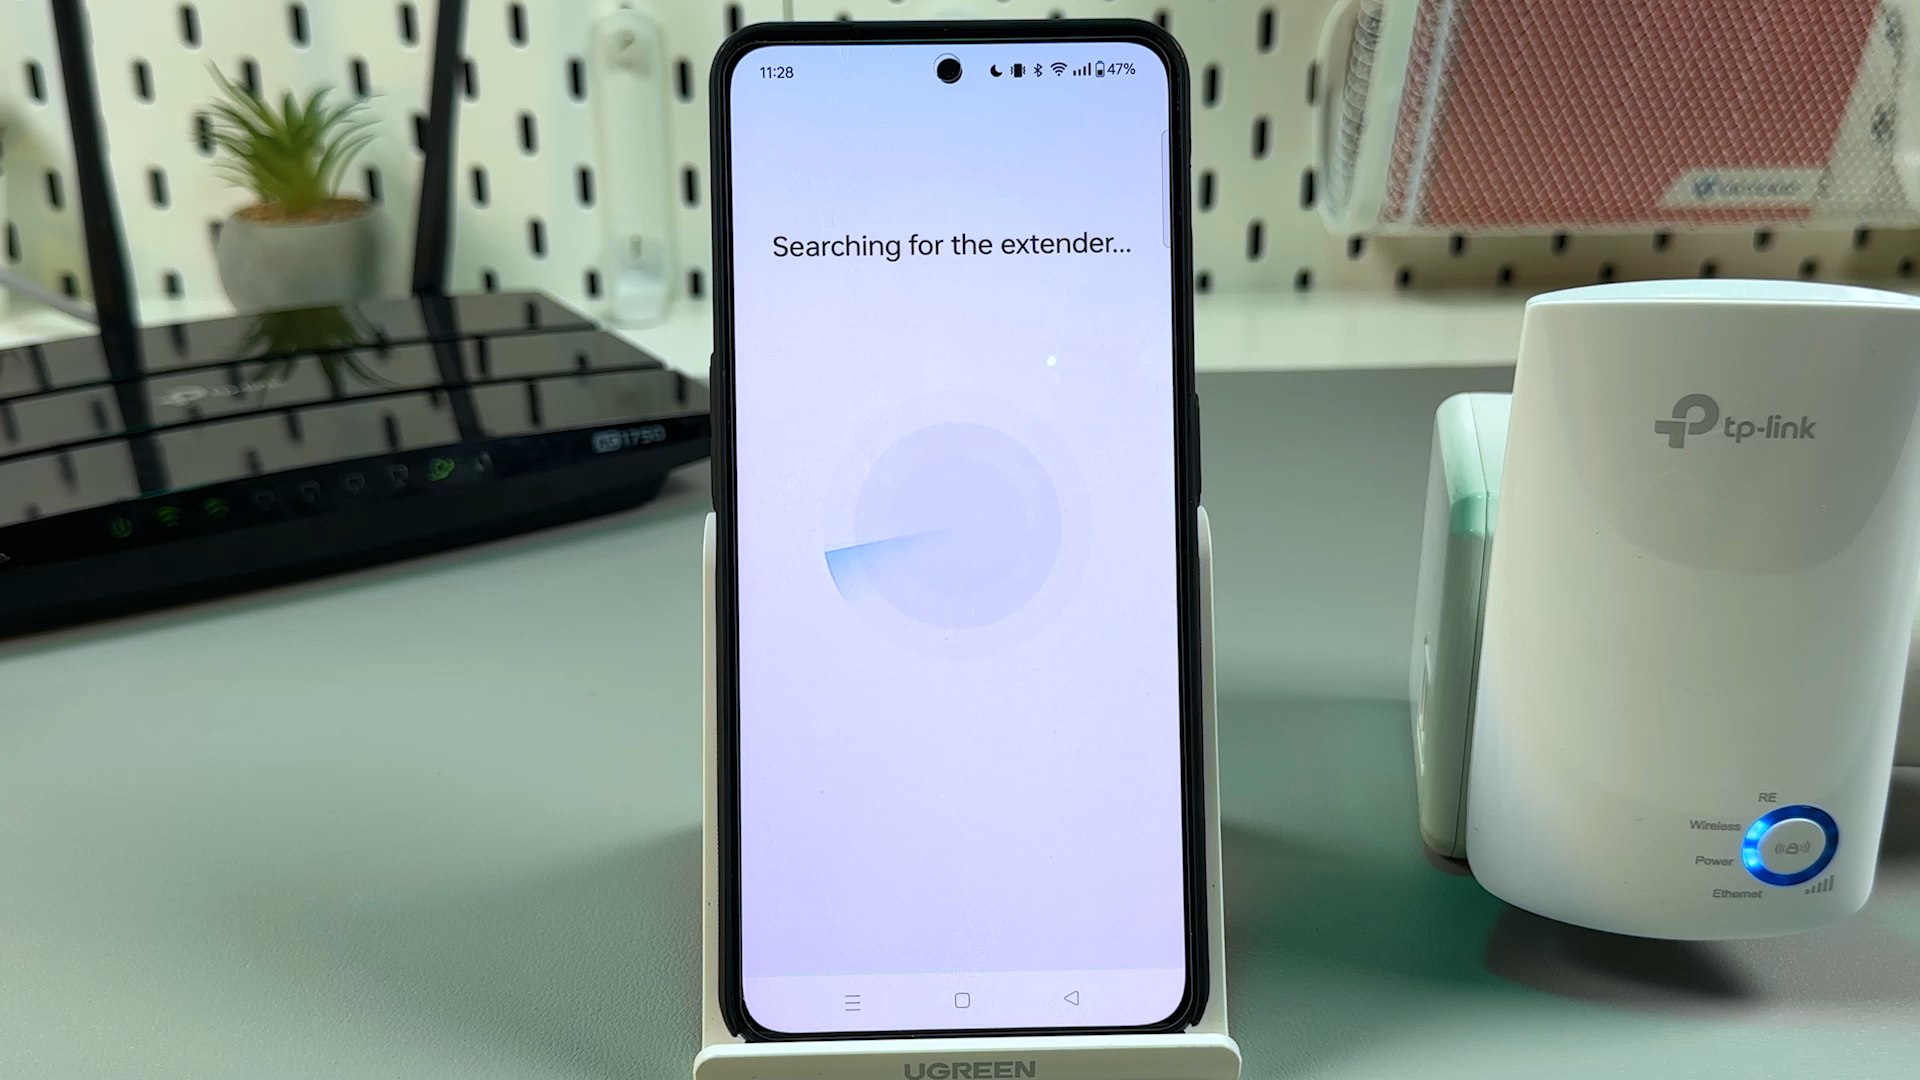 11:28
47%
Searching for the extender...
AC1750
tp-link
RE
Wireless
Power
Ethernet
UGREEN